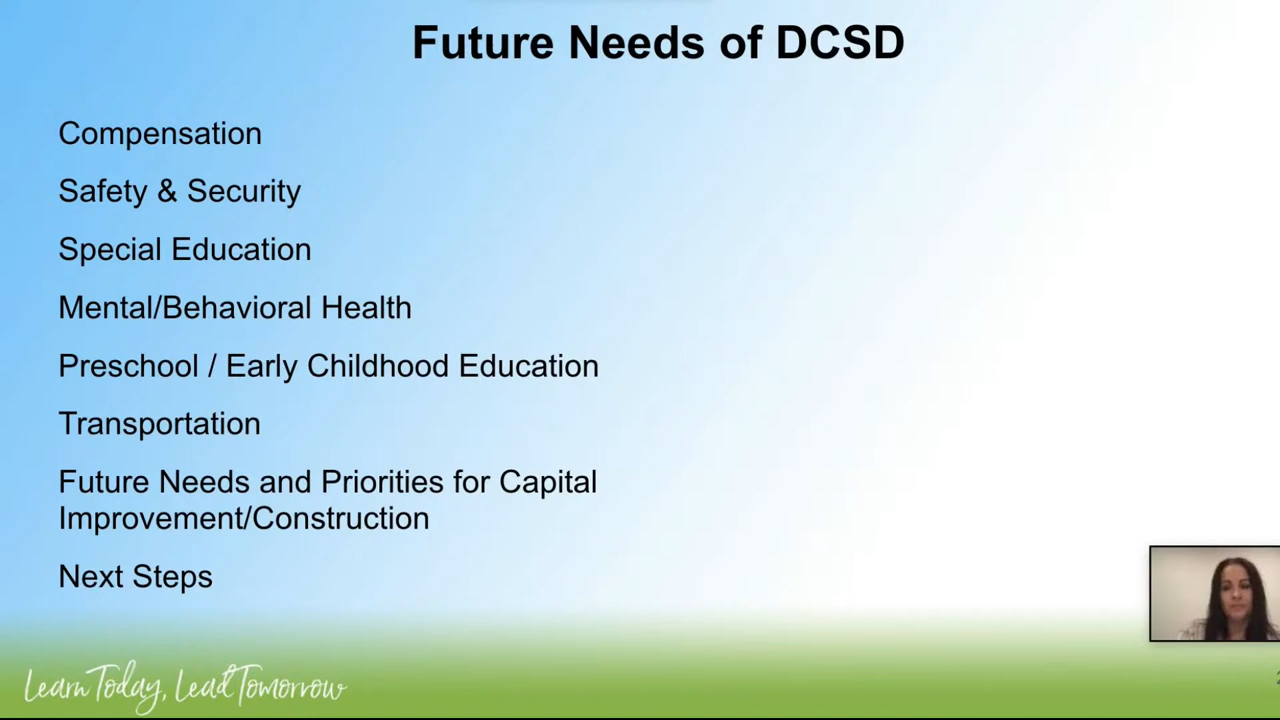 Future Needs of DCSD
Compensation
Safety & Security
Special Education
Mental/Behavioral Health
Preschool / Early Childhood Education
Transportation
Future Needs and Priorities for Capital
Improvement/Construction
Next Steps
Learn Today, Lead Tomorrow